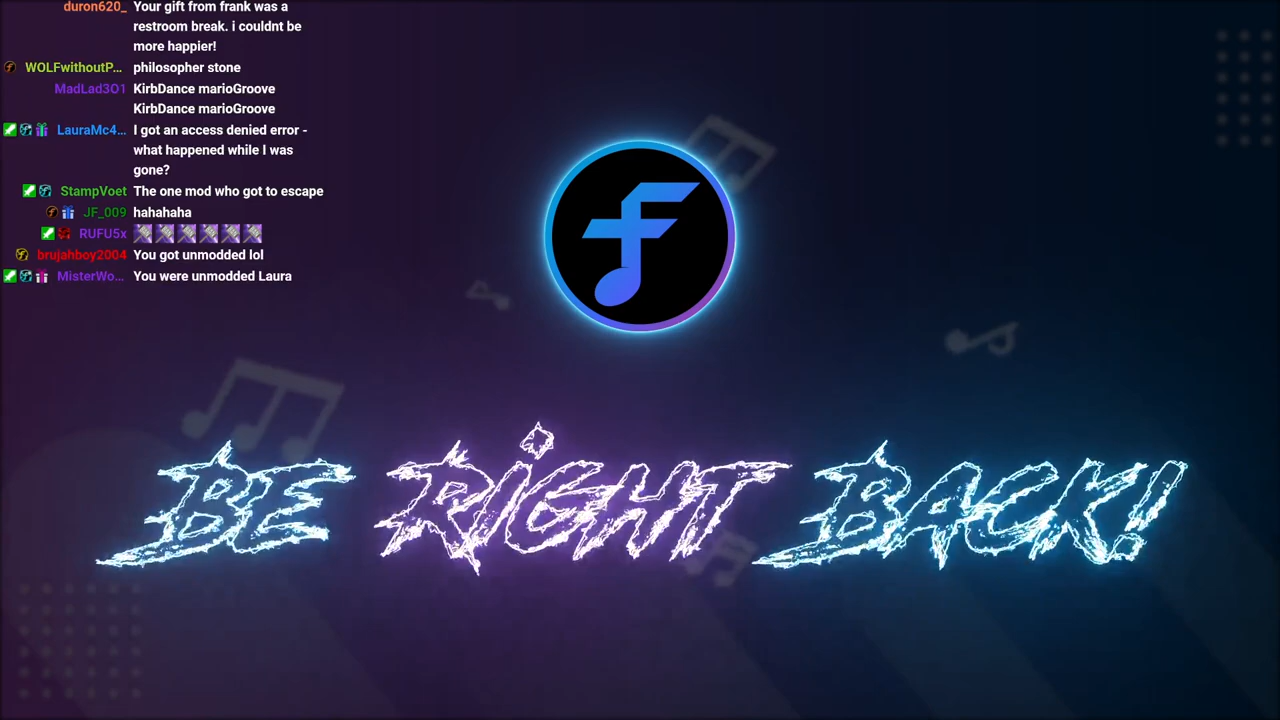 duron620_ Your gift from frank was a
restroom break. i couldnt be
more happier!
WOLFwithoutP... philosopher stone
MadLad3O1 KirbDance marioGroove
KirbDance marioGroove
LauraMc4... I got an access denied error -
what happened while I was
gone?
StampVoet The one mod who got to escape
JF_009 hahahaha
RUFU5x
brujahboy2004 You got unmodded lol
MisterWo... You were unmodded Laura
BE RIGHT BACK!